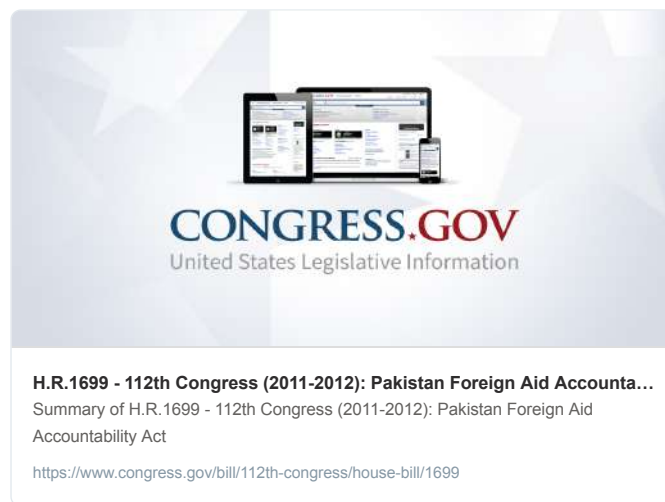 CONGRESS.GOV
United States Legislative Information
H.R.1699 - 112th Congress (2011-2012): Pakistan Foreign Aid Accounta…
Summary of H.R.1699 - 112th Congress (2011-2012): Pakistan Foreign Aid
Accountability Act
https://www.congress.gov/bill/112th-congress/house-bill/1699